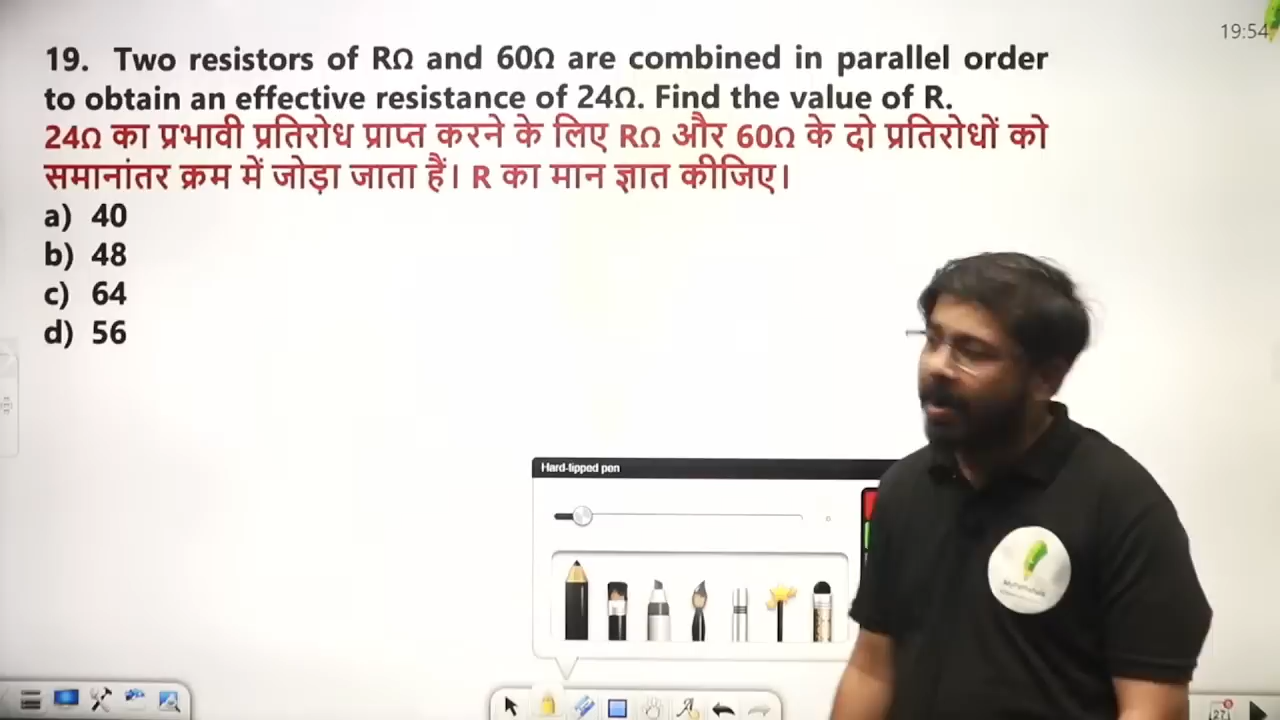 19:54
19. Two resistors of RΩ and 60Ω are combined in parallel order
to obtain an effective resistance of 24Ω. Find the value of R.
24Ω का प्रभावी प्रतिरोध प्राप्त करने के लिए RΩ और 60Ω के दो प्रतिरोधों को
समानांतर क्रम में जोड़ा जाता हैं। R का मान ज्ञात कीजिए।
a) 40
b) 48
c) 64
d) 56
Hard-tipped pen